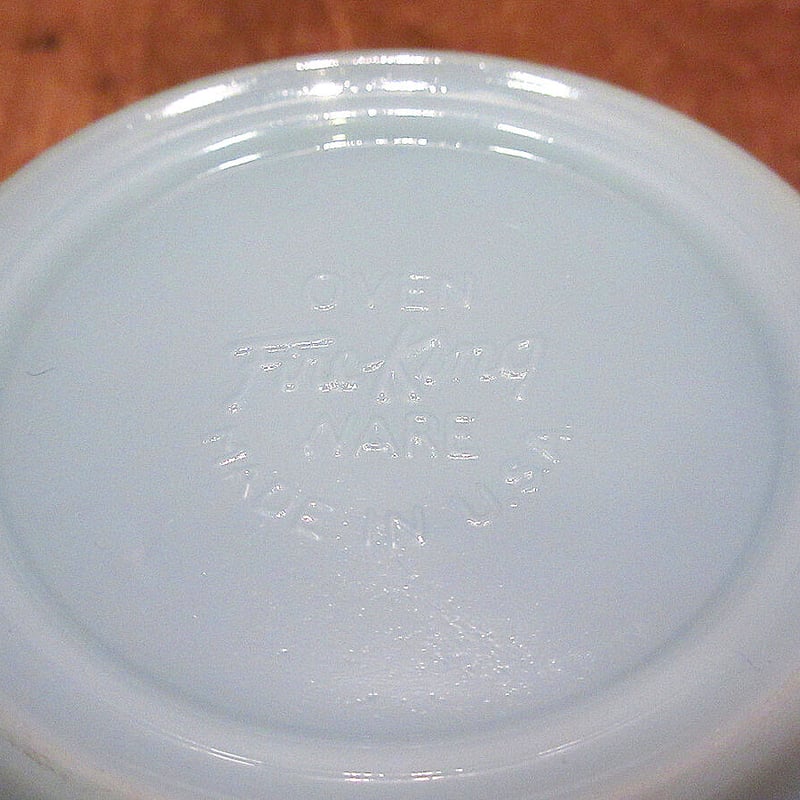 OVEN
Fire-King
WARE
MADE IN U.S.A.